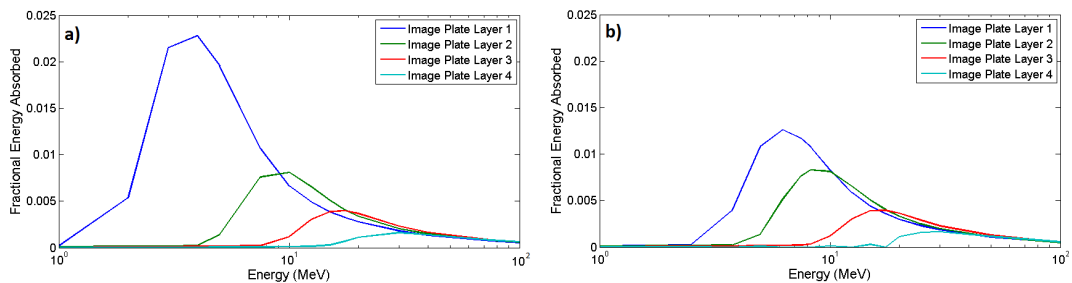 a)
Fractional Energy Absorbed
0.025
0.02
0.015
0.01
0.005
0
10^0
10^1
10^2
Energy (MeV)
Image Plate Layer 1
Image Plate Layer 2
Image Plate Layer 3
Image Plate Layer 4
b)
Fractional Energy Absorbed
0.025
0.02
0.015
0.01
0.005
0
10^0
10^1
10^2
Energy (MeV)
Image Plate Layer 1
Image Plate Layer 2
Image Plate Layer 3
Image Plate Layer 4